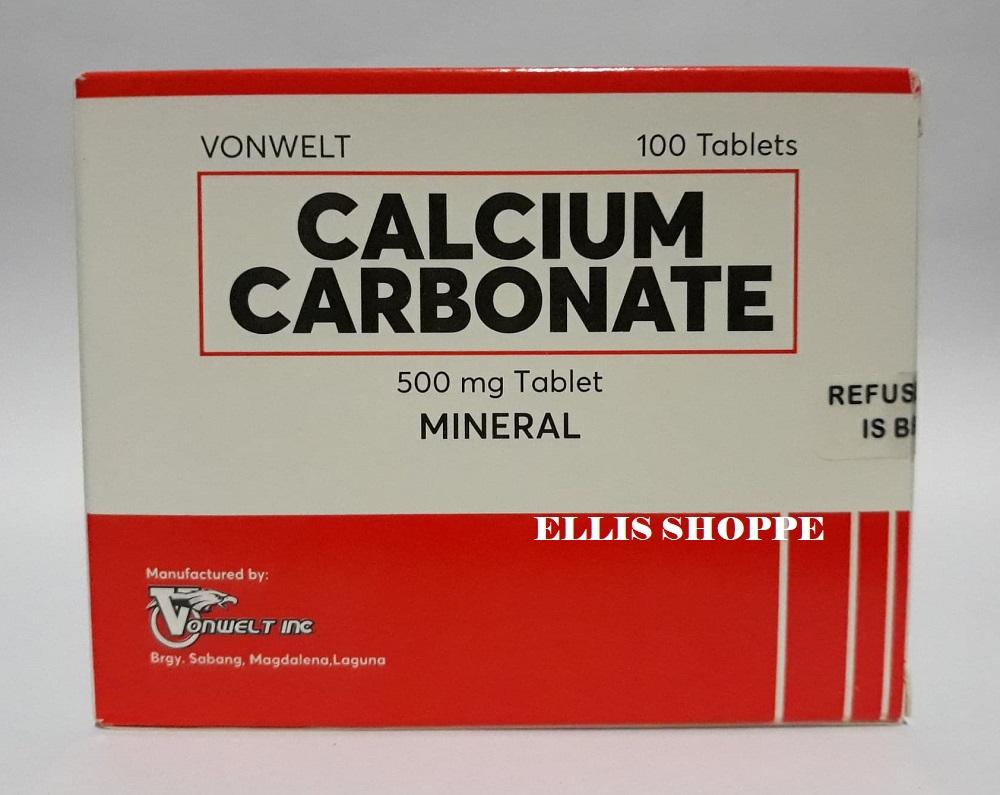 VONWELT 100 Tablets
CALCIUM
CARBONATE
500 mg Tablet
MINERAL
REFUS
IS B
ELLIS SHOPPE
Manufactured by:
VONWELT INC
Brgy. Sabang, Magdalena,Laguna